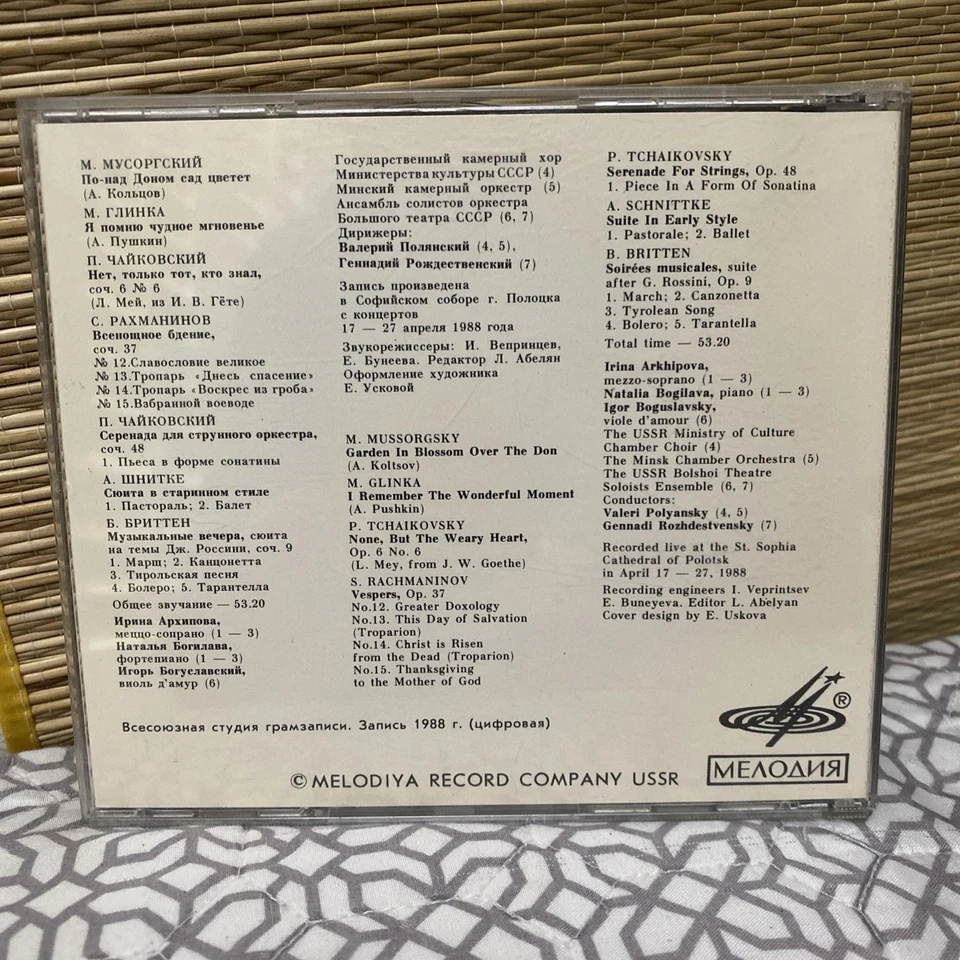 М. МУСОРГСКИЙ
По-над Доном сад цветет
(А. Кольцов)
М. ГЛИНКА
Я помню чудное мгновенье
(А. Пушкин)
П. ЧАЙКОВСКИЙ
Нет, только тот, кто знал,
соч. 6 № 6
(Л. Мей, из И. В. Гёте)
С. РАХМАНИНОВ
Всенощное бдение,
соч. 37
№ 12.Славословие великое
№ 13.Тропарь «Днесь спасение»
№ 14.Тропарь «Воскрес из гроба»
№ 15.Взбранной воеводе
П. ЧАЙКОВСКИЙ
Серенада для струнного оркестра,
соч. 48
1. Пьеса в форме сонатины
А. ШНИТКЕ
Сюита в старинном стиле
1. Пастораль; 2. Балет
Б. БРИТТЕН
Музыкальные вечера, сюита
на темы Дж. Россини, соч. 9
1. Марш; 2. Канцонетта
3. Тирольская песня
4. Болеро; 5. Тарантелла
Общее звучание — 53.20
Ирина Архипова,
меццо-сопрано (1 — 3)
Наталья Богилава,
фортепиано (1 — 3)
Игорь Богуславский,
виоль д'амур (6)
Государственный камерный хор
Министерства культуры СССР (4)
Минский камерный оркестр (5)
Ансамбль солистов оркестра
Большого театра СССР (6, 7)
Дирижеры:
Валерий Полянский (4, 5),
Геннадий Рождественский (7)
Запись произведена
в Софийском соборе г. Полоцка
с концертов
17 — 27 апреля 1988 года
Звукорежиссеры: И. Вепринцев,
Е. Бунеева. Редактор Л. Абелян
Оформление художника
Е. Усковой
M. MUSSORGSKY
Garden In Blossom Over The Don
(A. Koltsov)
M. GLINKA
I Remember The Wonderful Moment
(A. Pushkin)
P. TCHAIKOVSKY
None, But The Weary Heart,
Op. 6 No. 6
(L. Mey, from J. W. Goethe)
S. RACHMANINOV
Vespers, Op. 37
No.12. Greater Doxology
No.13. This Day of Salvation
(Troparion)
No.14. Christ is Risen
from the Dead (Troparion)
No.15. Thanksgiving
to the Mother of God
P. TCHAIKOVSKY
Serenade For Strings, Op. 48
1. Piece In A Form Of Sonatina
A. SCHNITTKE
Suite In Early Style
1. Pastorale; 2. Ballet
B. BRITTEN
Soirées musicales, suite
after G. Rossini, Op. 9
1. March; 2. Canzonetta
3. Tyrolean Song
4. Bolero; 5. Tarantella
Total time — 53.20
Irina Arkhipova,
mezzo-soprano (1 — 3)
Natalia Bogilava, piano (1 — 3)
Igor Boguslavsky,
viole d'amour (6)
The USSR Ministry of Culture
Chamber Choir (4)
The Minsk Chamber Orchestra (5)
The USSR Bolshoi Theatre
Soloists Ensemble (6, 7)
Conductors:
Valeri Polyansky (4, 5)
Gennadi Rozhdestvensky (7)
Recorded live at the St. Sophia
Cathedral of Polotsk
in April 17 — 27, 1988
Recording engineers I. Veprintsev
E. Buneyeva. Editor L. Abelyan
Cover design by E. Uskova
Всесоюзная студия грамзаписи. Запись 1988 г. (цифровая)
© MELODIYA RECORD COMPANY USSR
®
МЕЛОДИЯ